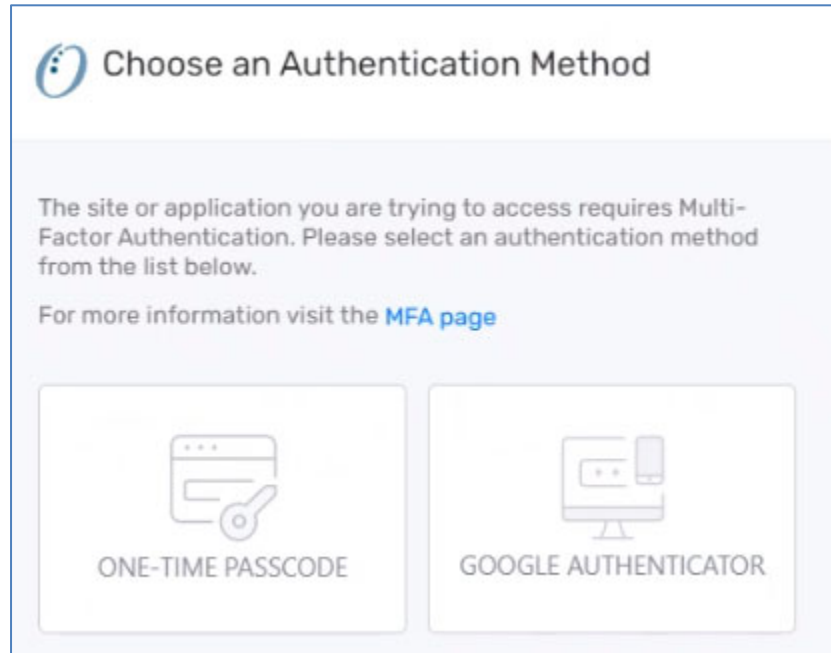 Choose an Authentication Method
The site or application you are trying to access requires Multi-
Factor Authentication. Please select an authentication method
from the list below.
For more information visit the MFA page
ONE-TIME PASSCODE
GOOGLE AUTHENTICATOR